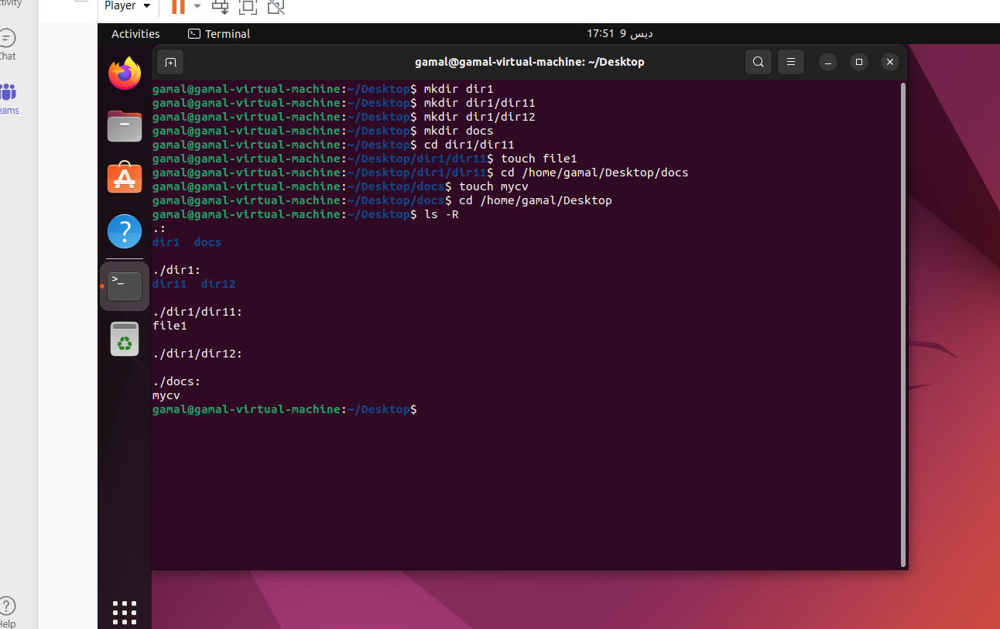 Player
Activities
Terminal
17:51 9 ديس
Chat
gamal@gamal-virtual-machine: ~/Desktop
gamal@gamal-virtual-machine:~/Desktop$ mkdir dir1
gamal@gamal-virtual-machine:~/Desktop$ mkdir dir1/dir11
gamal@gamal-virtual-machine:~/Desktop$ mkdir dir1/dir12
gamal@gamal-virtual-machine:~/Desktop$ mkdir docs
gamal@gamal-virtual-machine:~/Desktop$ cd dir1/dir11
gamal@gamal-virtual-machine:~/Desktop/dir1/dir11$ touch file1
gamal@gamal-virtual-machine:~/Desktop/dir1/dir11$ cd /home/gamal/Desktop/docs
gamal@gamal-virtual-machine:~/Desktop/docs$ touch mycv
gamal@gamal-virtual-machine:~/Desktop/docs$ cd /home/gamal/Desktop
gamal@gamal-virtual-machine:~/Desktop$ ls -R
.:
dir1  docs
./dir1:
dir11  dir12
./dir1/dir11:
file1
./dir1/dir12:
./docs:
mycv
gamal@gamal-virtual-machine:~/Desktop$
eams
Help